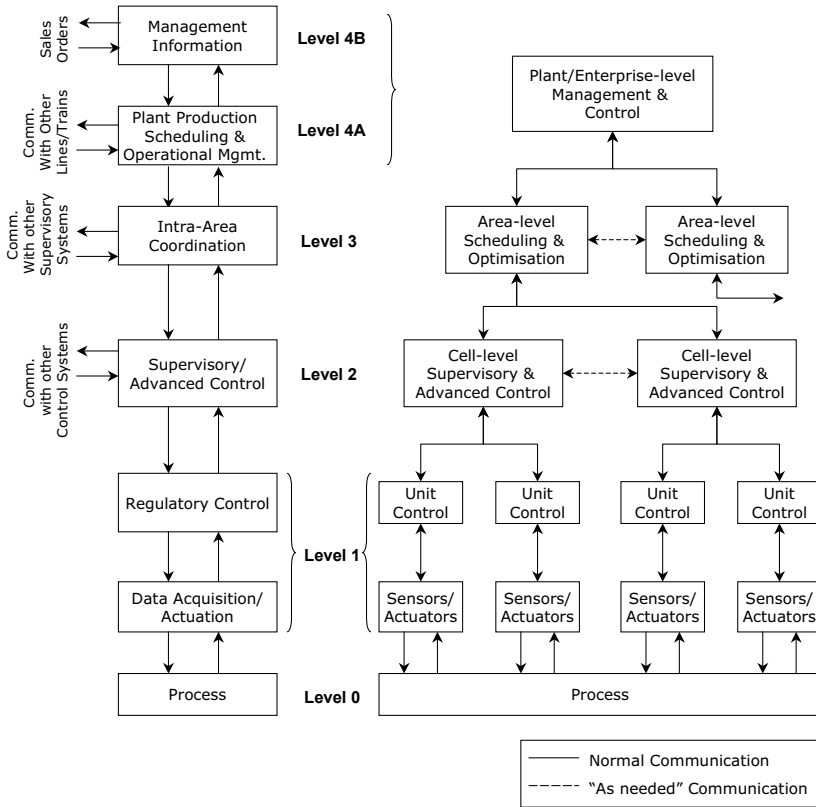 Sales
Orders
Management
Information
Level 4B
Plant/Enterprise-level
Management &
Control
Comm.
With Other
Lines/Trains
Plant Production
Scheduling &
Operational Mgmt.
Level 4A
Comm.
With other
Supervisory
Systems
Intra-Area
Coordination
Level 3
Area-level
Scheduling &
Optimisation
Area-level
Scheduling &
Optimisation
Comm.
with other
Control Systems
Supervisory/
Advanced Control
Level 2
Cell-level
Supervisory &
Advanced Control
Cell-level
Supervisory &
Advanced Control
Regulatory Control
Unit
Control
Unit
Control
Unit
Control
Unit
Control
Level 1
Data Acquisition/
Actuation
Sensors/
Actuators
Sensors/
Actuators
Sensors/
Actuators
Sensors/
Actuators
Process
Level 0
Process
Normal Communication
“As needed” Communication